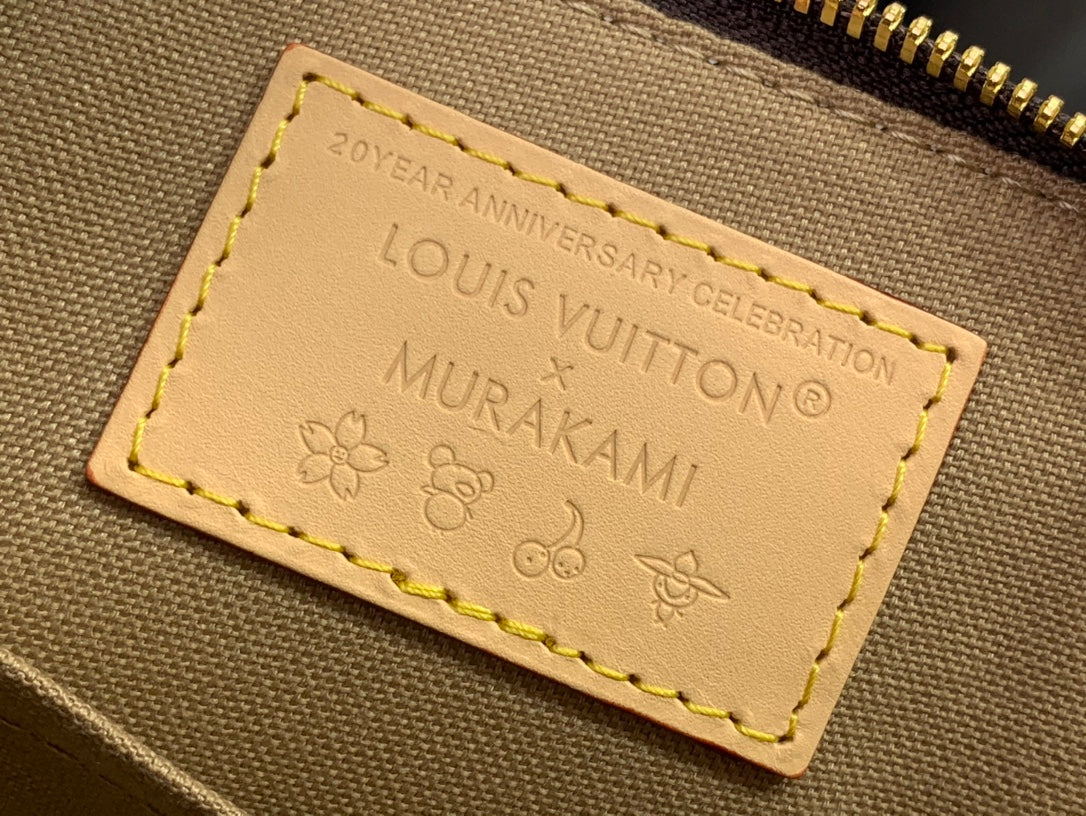 20YEAR ANNIVERSARY CELEBRATION
LOUIS VUITTON®
×
MURAKAMI